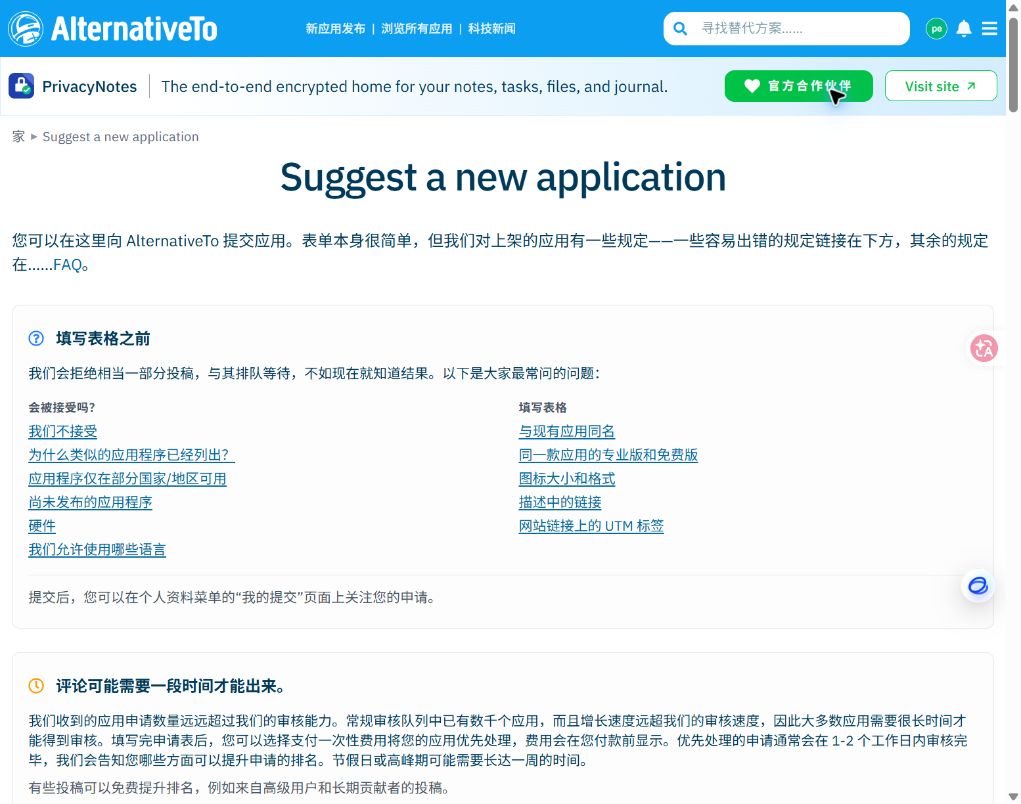 AlternativeTo
新应用发布 | 浏览所有应用 | 科技新闻
寻找替代方案......
pe
PrivacyNotes
The end-to-end encrypted home for your notes, tasks, files, and journal.
官方合作伙伴
Visit site
家 ▸ Suggest a new application
Suggest a new application
您可以在这里向 AlternativeTo 提交应用。表单本身很简单，但我们对上架的应用有一些规定——一些容易出错的规定链接在下方，其余的规定
在......FAQ。
填写表格之前
我们会拒绝相当一部分投稿，与其排队等待，不如现在就知道结果。以下是大家最常问的问题：
会被接受吗？
我们不接受
为什么类似的应用程序已经列出？
应用程序仅在部分国家/地区可用
尚未发布的应用程序
硬件
我们允许使用哪些语言
填写表格
与现有应用同名
同一款应用的专业版和免费版
图标大小和格式
描述中的链接
网站链接上的 UTM 标签
提交后，您可以在个人资料菜单的“我的提交”页面上关注您的申请。
评论可能需要一段时间才能出来。
我们收到的应用申请数量远远超过我们的审核能力。常规审核队列中已有数千个应用，而且增长速度远超我们的审核速度，因此大多数应用需要很长时间才
能得到审核。填写完申请表后，您可以选择支付一次性费用将您的应用优先处理，费用会在您付款前显示。优先处理的申请通常会在 1-2 个工作日内审核完
毕，我们会告知您哪些方面可以提升申请的排名。节假日或高峰期可能需要长达一周的时间。
有些投稿可以免费提升排名，例如来自高级用户和长期贡献者的投稿。